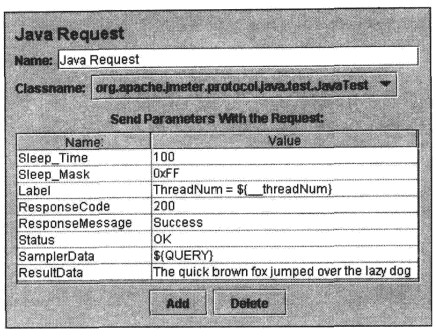 Java Request
Name: Java Request
Classname: org.apache.jmeter.protocol.java.test.JavaTest
Send Parameters With the Request:
Name: Value
Sleep_Time 100
Sleep_Mask 0xFF
Label ThreadNum = ${__threadNum}
ResponseCode 200
ResponseMessage Success
Status OK
SamplerData ${QUERY}
ResultData The quick brown fox jumped over the lazy dog
Add Delete